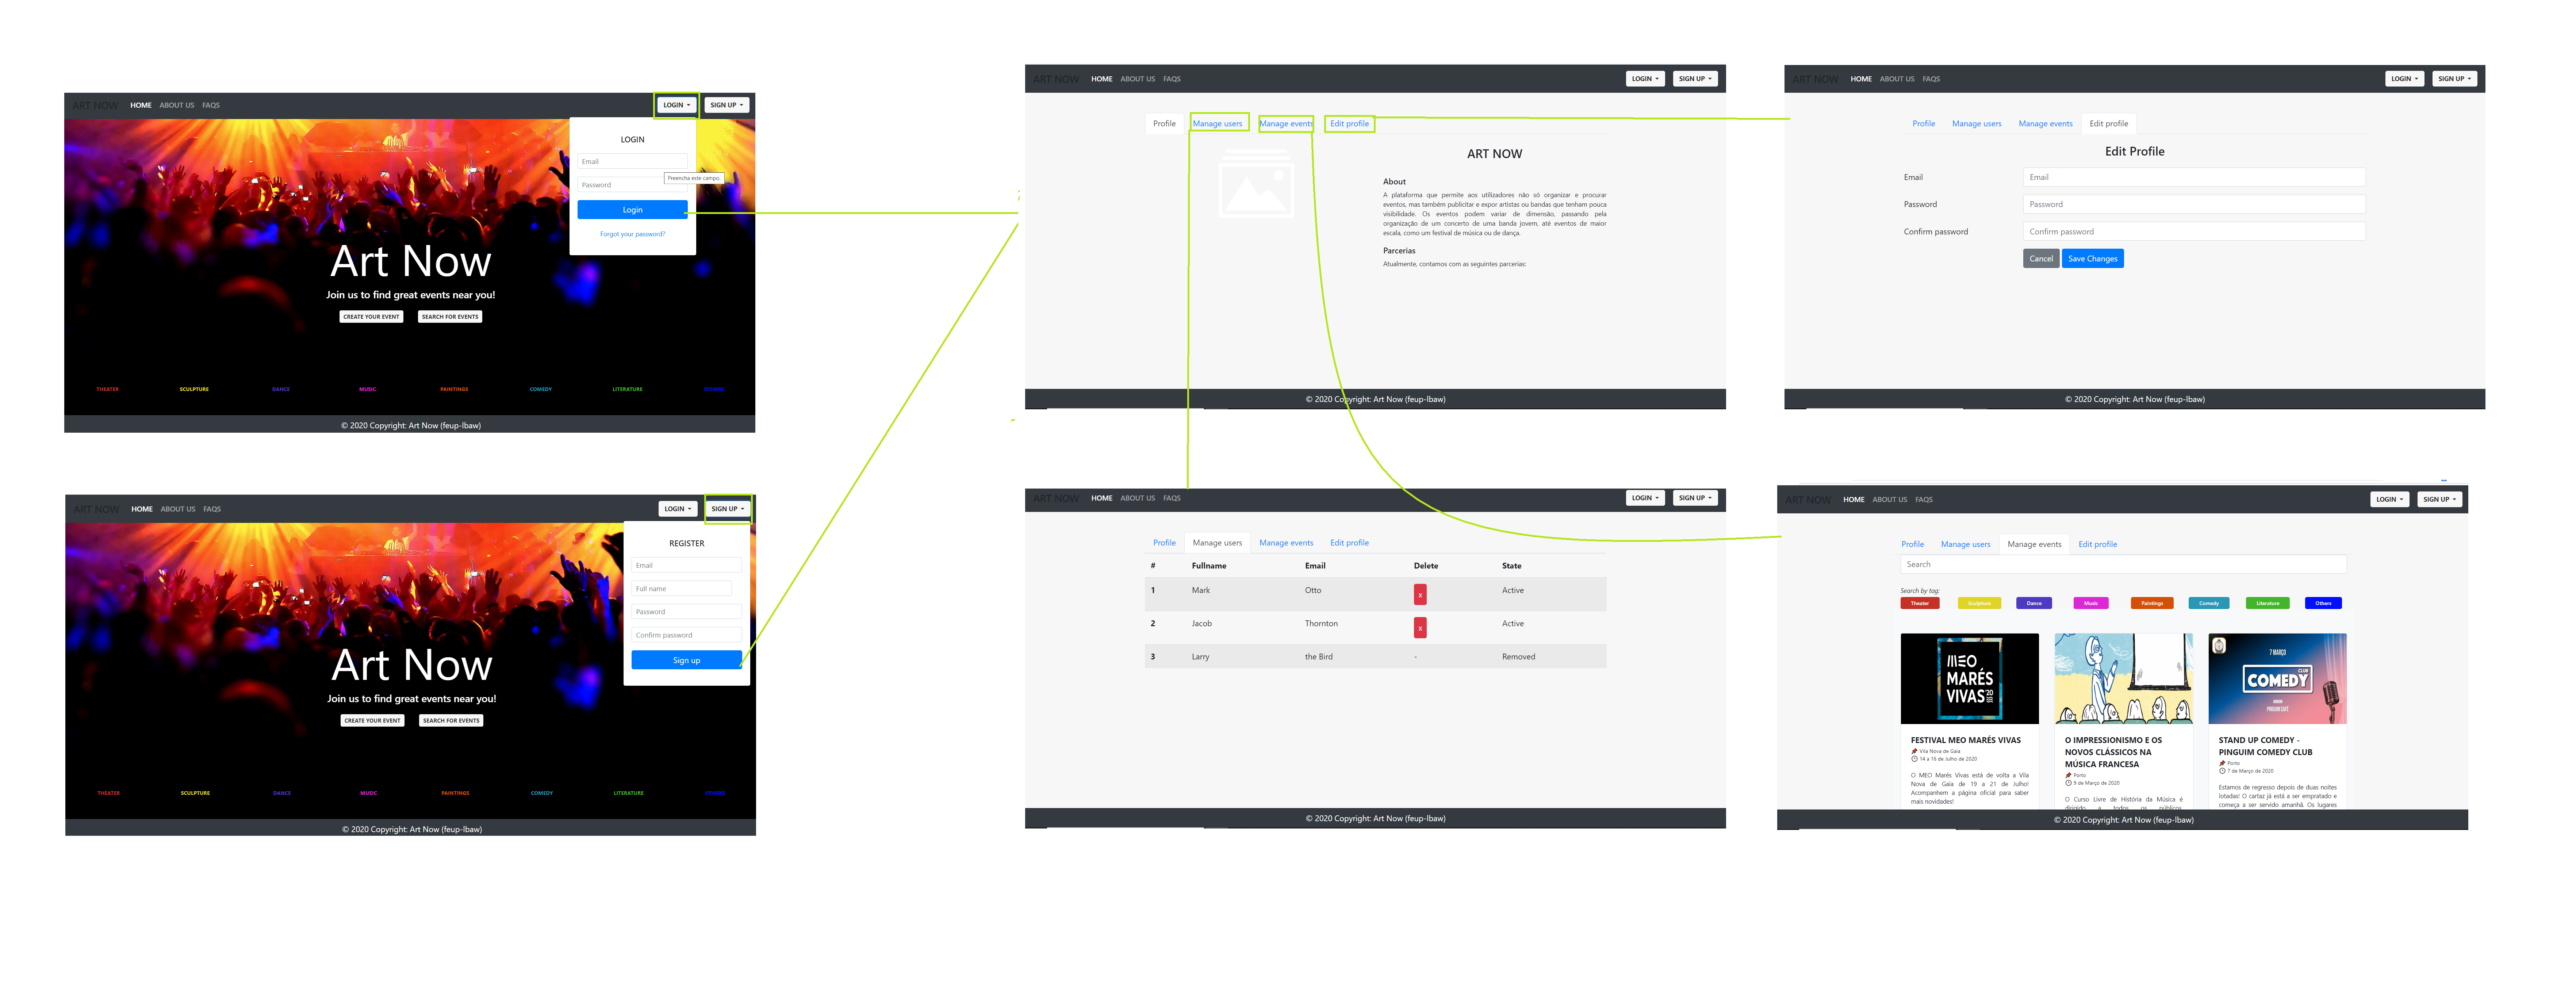 ART NOW HOME ABOUT US FAQS LOGIN SIGN UP
LOGIN
Email
Password
Preencha este campo.
Login
Forgot your password?
Art Now
Join us to find great events near you!
CREATE YOUR EVENT SEARCH FOR EVENTS
THEATER SCULPTURE DANCE MUSIC PAINTINGS COMEDY LITERATURE OTHERS
© 2020 Copyright: Art Now (feup-lbaw)
ART NOW HOME ABOUT US FAQS LOGIN SIGN UP
Profile Manage users Manage events Edit profile
ART NOW
About
A plataforma que permite aos utilizadores não só organizar e procurar
eventos, mas também publicitar e expor artistas ou bandas que tenham pouca
visibilidade. Os eventos podem variar de dimensão, passando pela
organização de um concerto de uma banda jovem, até eventos de maior
escala, como um festival de música ou de dança.
Parcerias
Atualmente, contamos com as seguintes parcerias:
© 2020 Copyright: Art Now (feup-lbaw)
ART NOW HOME ABOUT US FAQS LOGIN SIGN UP
Profile Manage users Manage events Edit profile
Edit Profile
Email Email
Password Password
Confirm password Confirm password
Cancel Save Changes
© 2020 Copyright: Art Now (feup-lbaw)
ART NOW HOME ABOUT US FAQS LOGIN SIGN UP
REGISTER
Email
Full name
Password
Confirm password
Sign up
Art Now
Join us to find great events near you!
CREATE YOUR EVENT SEARCH FOR EVENTS
THEATER SCULPTURE DANCE MUSIC PAINTINGS COMEDY LITERATURE OTHERS
© 2020 Copyright: Art Now (feup-lbaw)
ART NOW HOME ABOUT US FAQS LOGIN SIGN UP
Profile Manage users Manage events Edit profile
# Fullname Email Delete State
1 Mark Otto x Active
2 Jacob Thornton x Active
3 Larry the Bird - Removed
© 2020 Copyright: Art Now (feup-lbaw)
ART NOW HOME ABOUT US FAQS LOGIN SIGN UP
Profile Manage users Manage events Edit profile
Search
Search by tag:
Theater Sculpture Dance Music Paintings Comedy Literature Others
MEO
MARÉS
VIVAS
FESTIVAL MEO MARÉS VIVAS
Vila Nova de Gaia
14 a 16 de Julho de 2020
O MEO Marés Vivas está de volta a Vila
Nova de Gaia de 19 a 21 de Julho!
Acompanhem a página oficial para saber
mais novidades!
O IMPRESSIONISMO E OS
NOVOS CLÁSSICOS NA
MÚSICA FRANCESA
Porto
9 de Março de 2020
O Curso Livre de História da Música é
dirigido a todos os públicos,
7 MARÇO
CLUB
COMEDY
PINGUIM CAFÉ
STAND UP COMEDY -
PINGUIM COMEDY CLUB
Porto
7 de Março de 2020
Estamos de regresso depois de duas noites
lotadas! O cartaz já está a ser empratado e
começa a ser servido amanhã. Os lugares
© 2020 Copyright: Art Now (feup-lbaw)